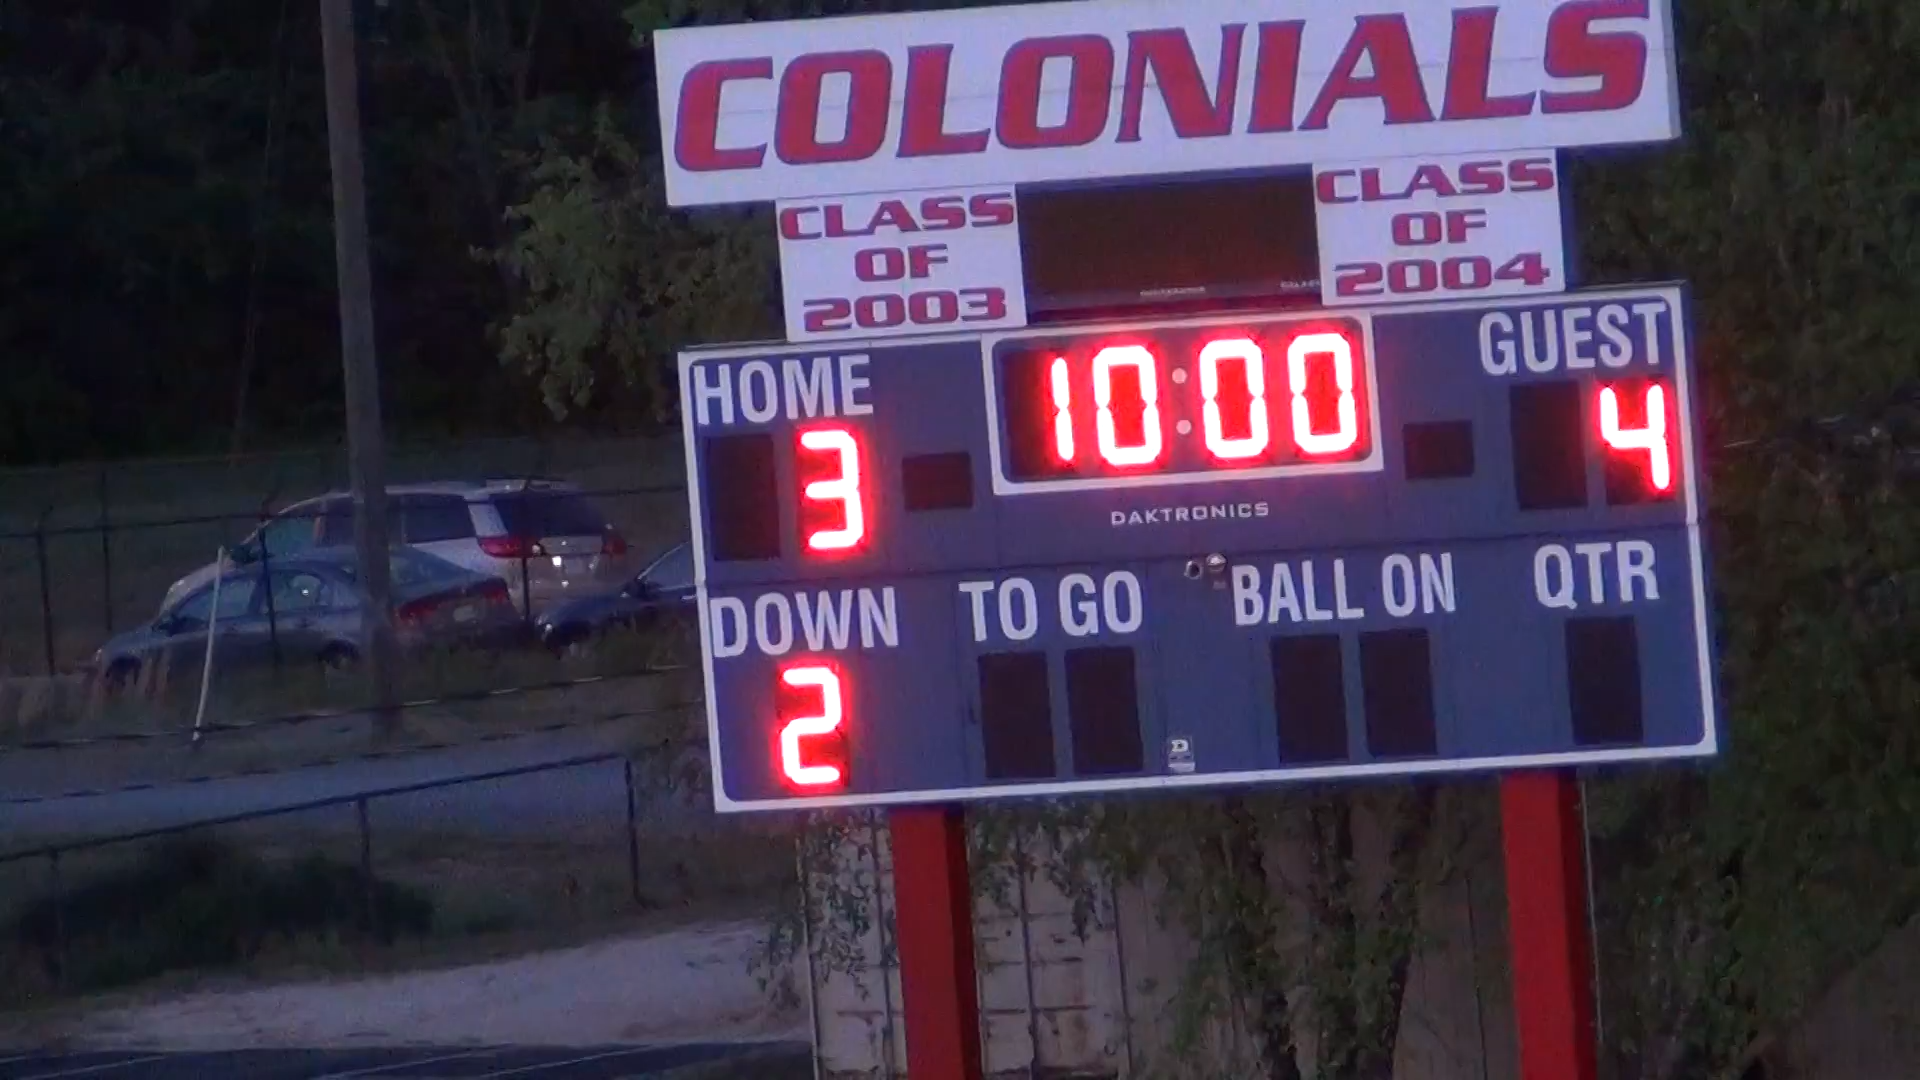 COLONIALS
CLASS
OF
2003
CLASS
OF
2004
HOME
10:00
GUEST
3
4
DAKTRONICS
DOWN
TO GO
BALL ON
QTR
2
D